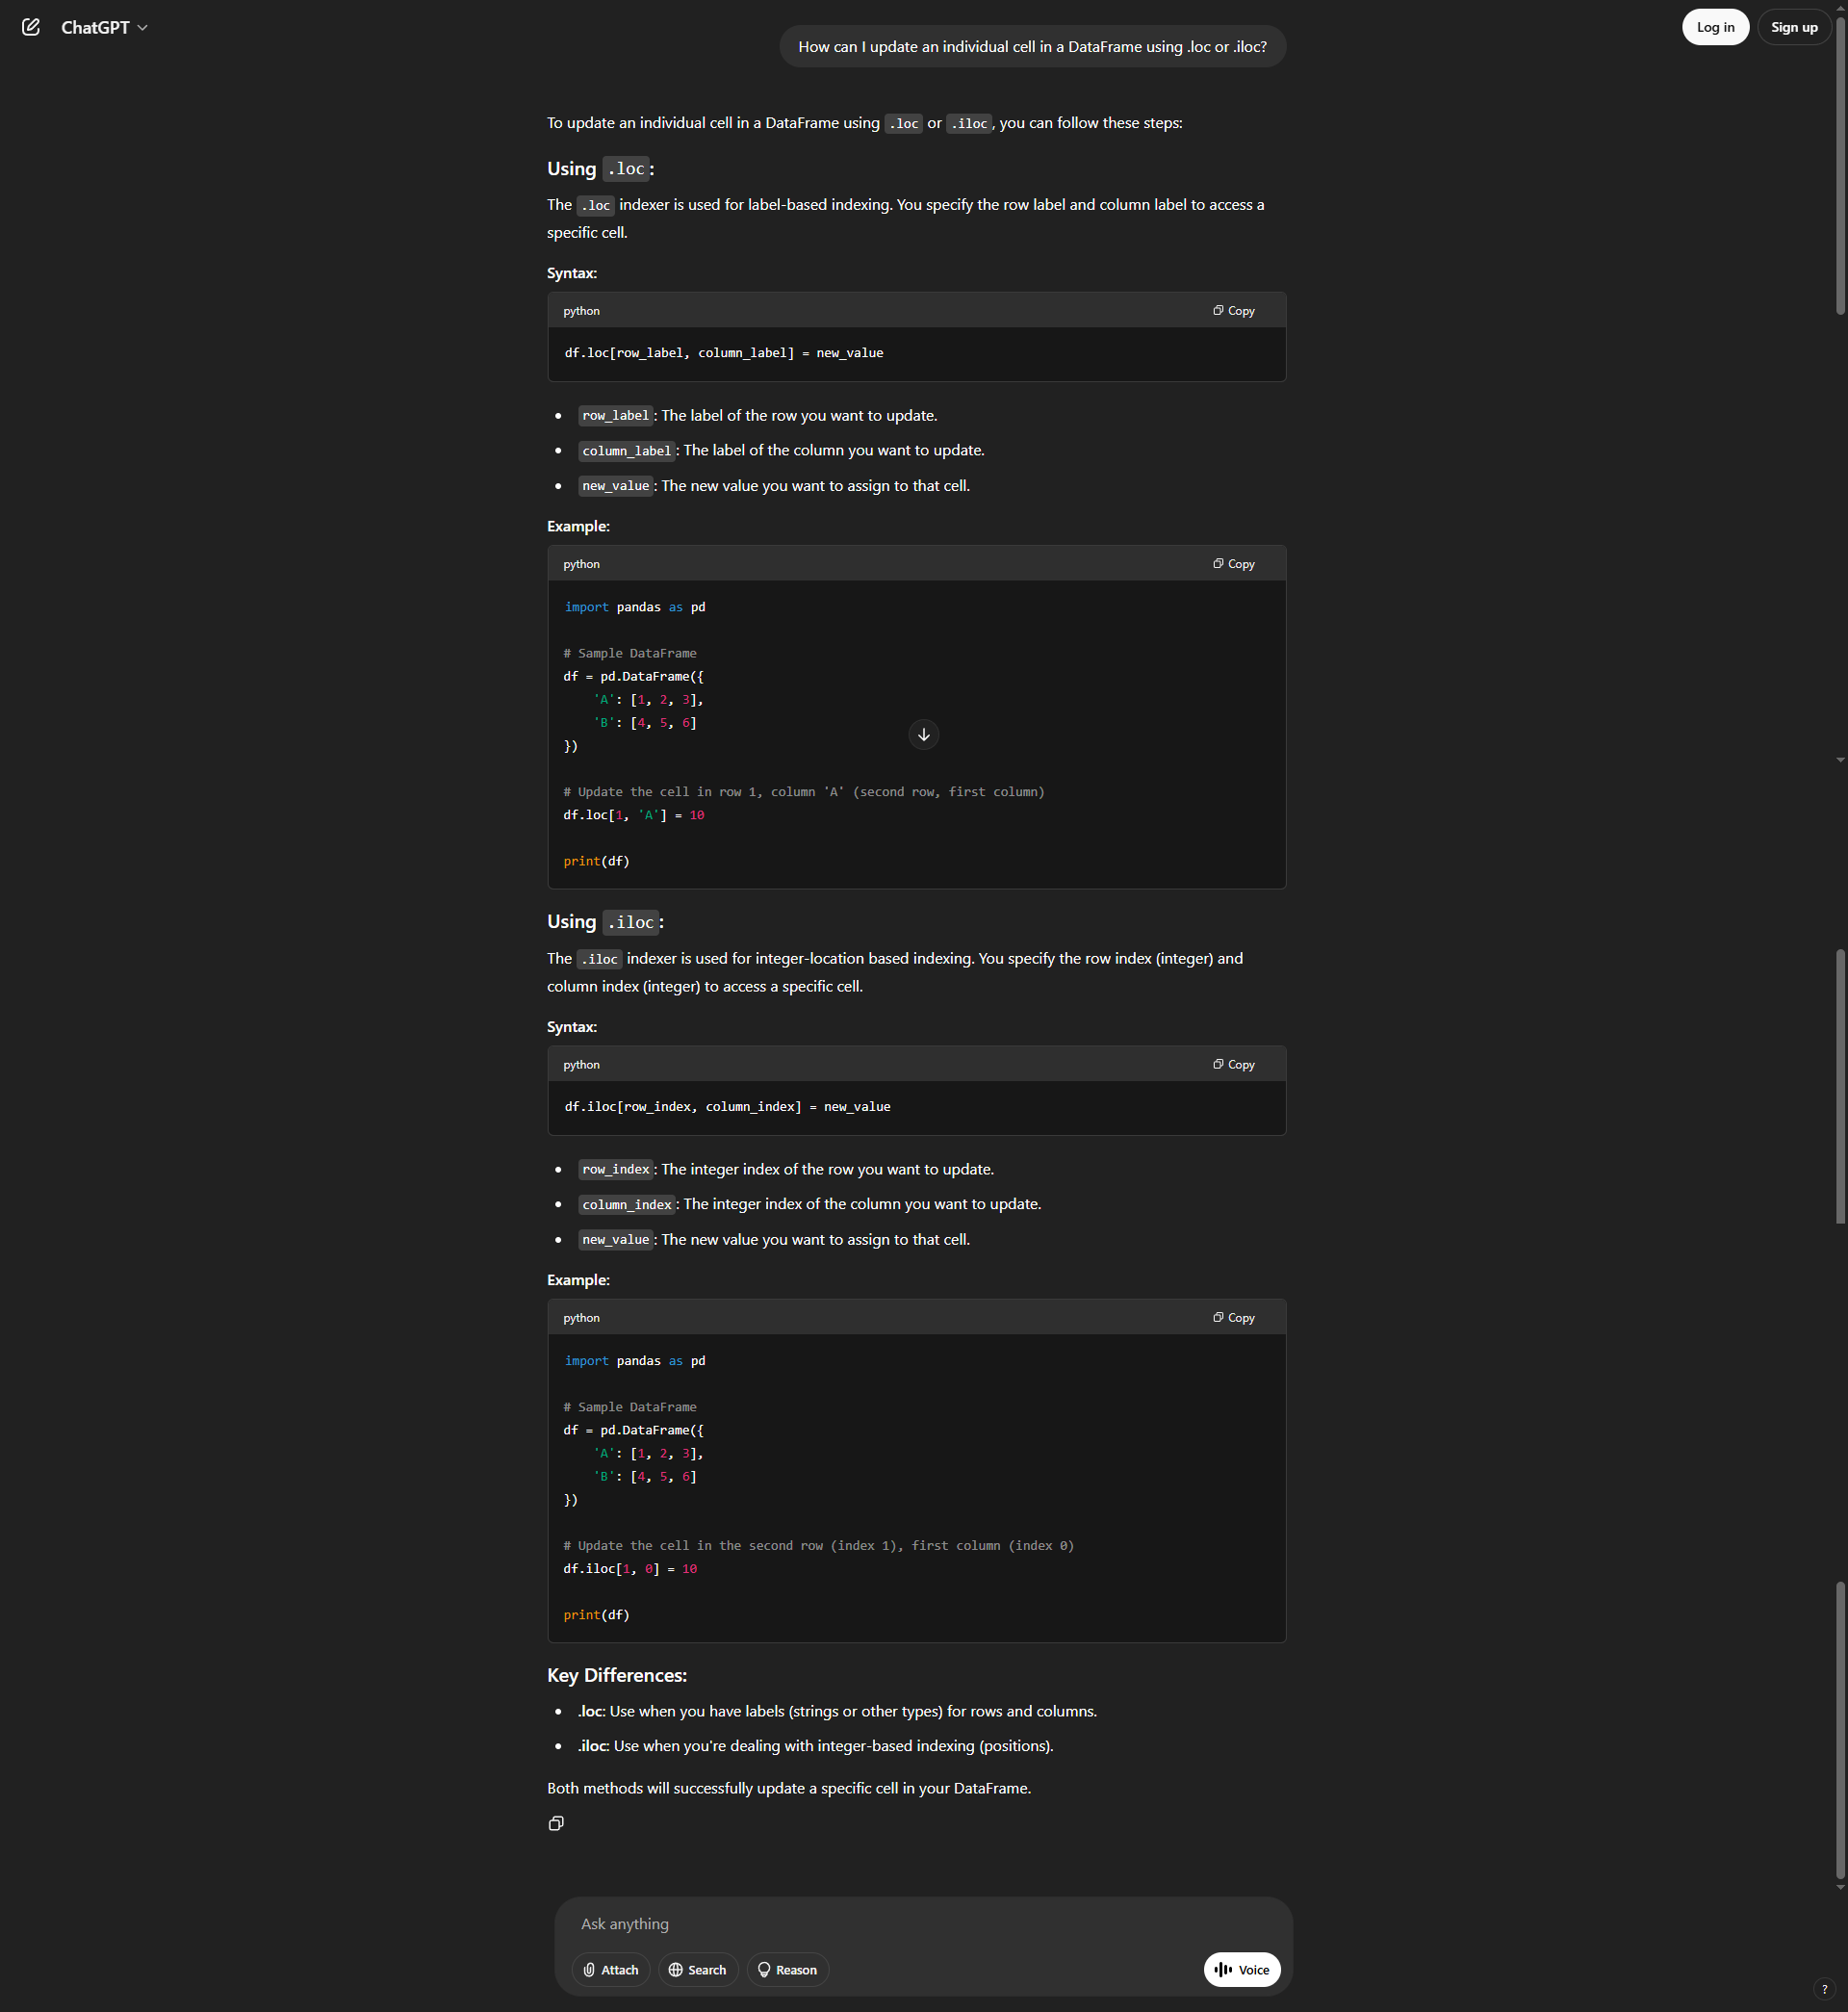 ChatGPT
Log in
Sign up
How can I update an individual cell in a DataFrame using .loc or .iloc?
To update an individual cell in a DataFrame using .loc or .iloc, you can follow these steps:
Using .loc:
The .loc indexer is used for label-based indexing. You specify the row label and column label to access a
specific cell.
Syntax:
python
Copy
df.loc[row_label, column_label] = new_value
• row_label: The label of the row you want to update.
• column_label: The label of the column you want to update.
• new_value: The new value you want to assign to that cell.
Example:
python
Copy
import pandas as pd
# Sample DataFrame
df = pd.DataFrame({
    'A': [1, 2, 3],
    'B': [4, 5, 6]
})
# Update the cell in row 1, column 'A' (second row, first column)
df.loc[1, 'A'] = 10
print(df)
Using .iloc:
The .iloc indexer is used for integer-location based indexing. You specify the row index (integer) and
column index (integer) to access a specific cell.
Syntax:
python
Copy
df.iloc[row_index, column_index] = new_value
• row_index: The integer index of the row you want to update.
• column_index: The integer index of the column you want to update.
• new_value: The new value you want to assign to that cell.
Example:
python
Copy
import pandas as pd
# Sample DataFrame
df = pd.DataFrame({
    'A': [1, 2, 3],
    'B': [4, 5, 6]
})
# Update the cell in the second row (index 1), first column (index 0)
df.iloc[1, 0] = 10
print(df)
Key Differences:
• .loc: Use when you have labels (strings or other types) for rows and columns.
• .iloc: Use when you're dealing with integer-based indexing (positions).
Both methods will successfully update a specific cell in your DataFrame.
Ask anything
Attach
Search
Reason
Voice
?